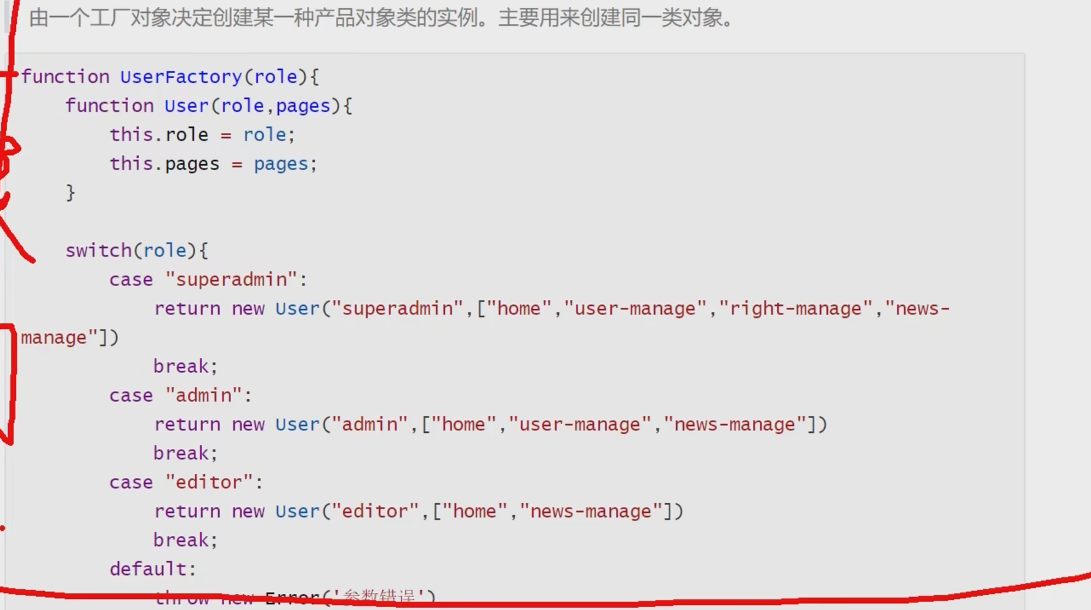 由一个工厂对象决定创建某一种产品对象类的实例。主要用来创建同一类对象。
function UserFactory(role){
    function User(role,pages){
        this.role = role;
        this.pages = pages;
    }
    switch(role){
        case "superadmin":
            return new User("superadmin",["home","user-manage","right-manage","news-
manage"])
            break;
        case "admin":
            return new User("admin",["home","user-manage","news-manage"])
            break;
        case "editor":
            return new User("editor",["home","news-manage"])
            break;
        default:
            throw new Error('参数错误')